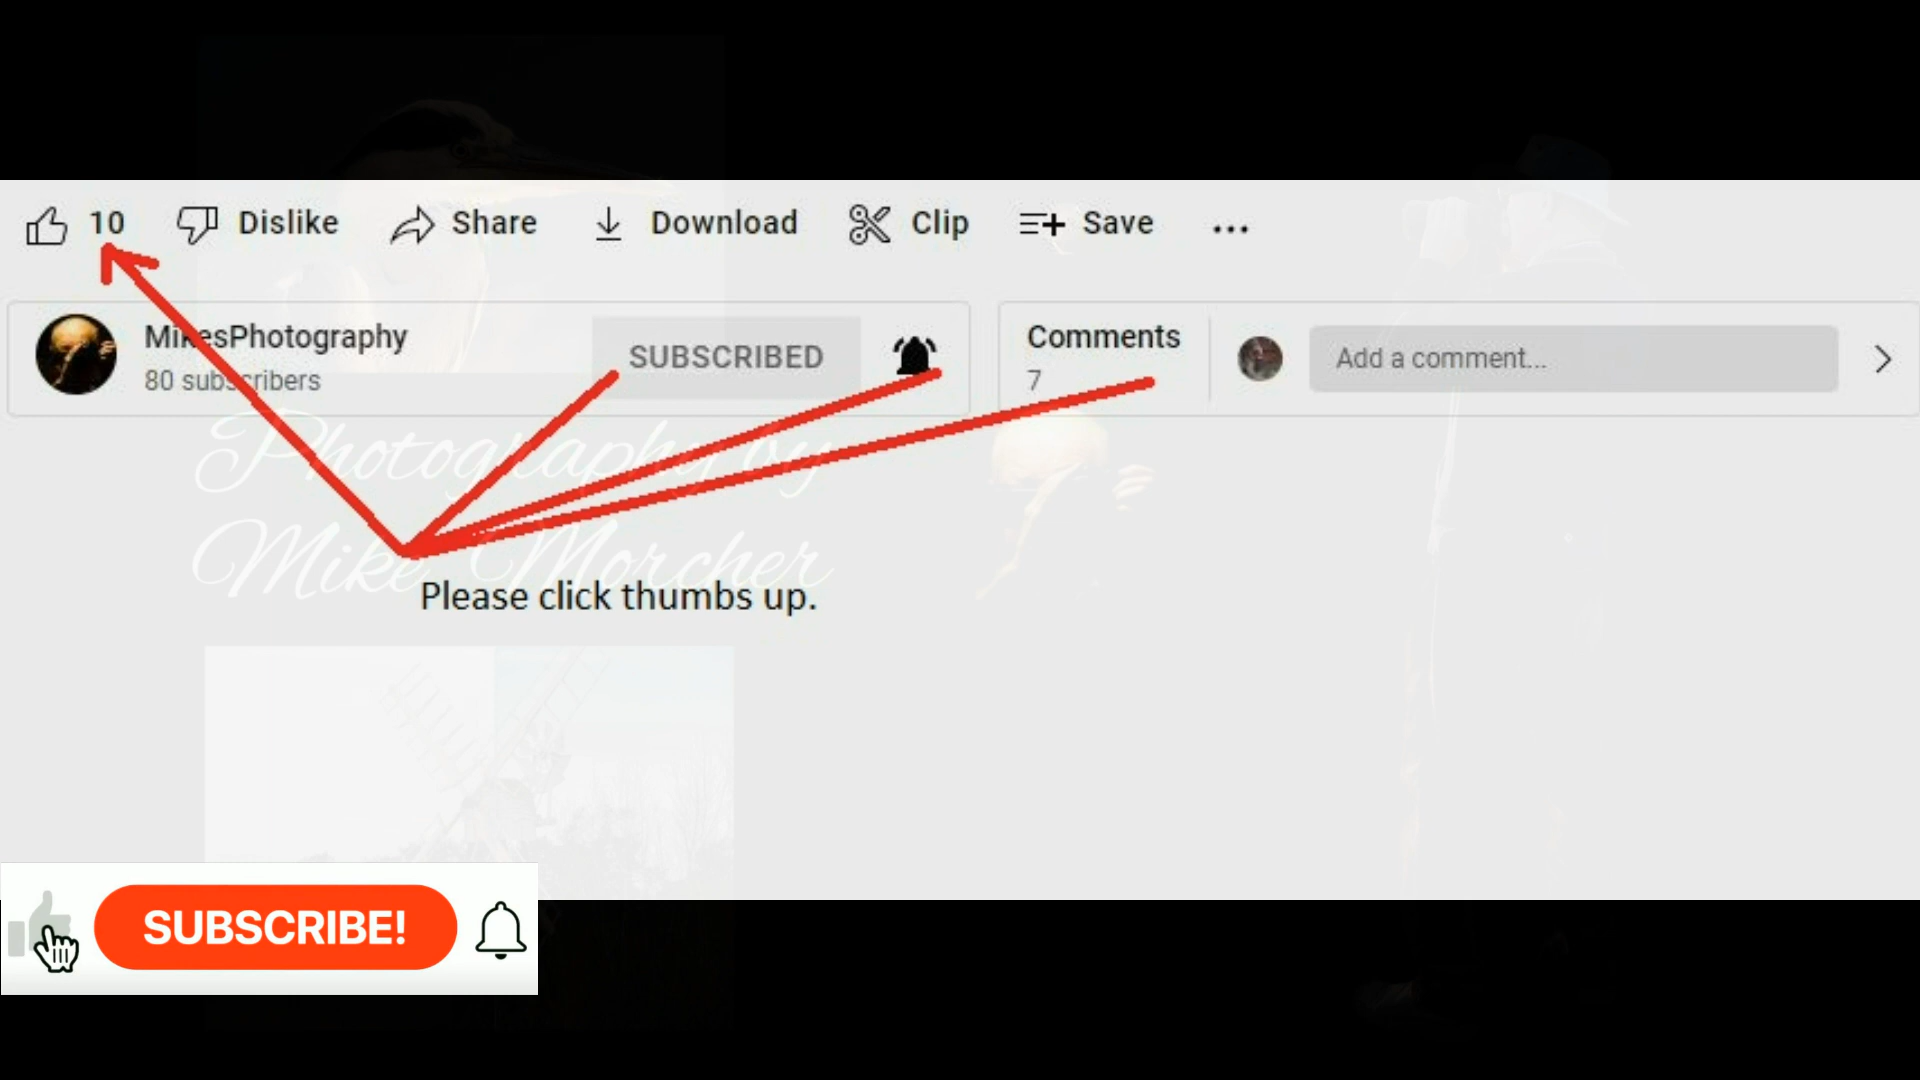 10 Dislike Share Download Clip Save ...
MikesPhotography
80 subscribers
SUBSCRIBED
Comments
7
Add a comment...
Photography by
Mike Morcher
Please click thumbs up.
SUBSCRIBE!